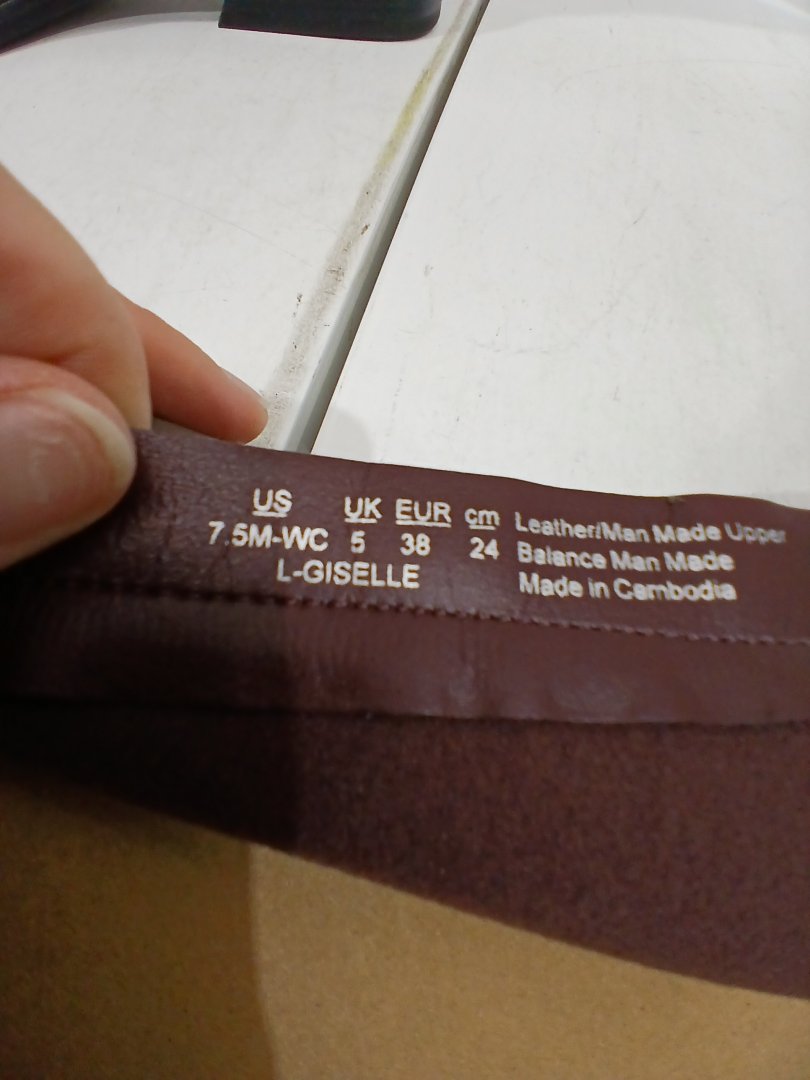 US UK EUR cm Leather/Man Made Upper
7.5M-WC 5 38 24 Balance Man Made
L-GISELLE Made in Cambodia